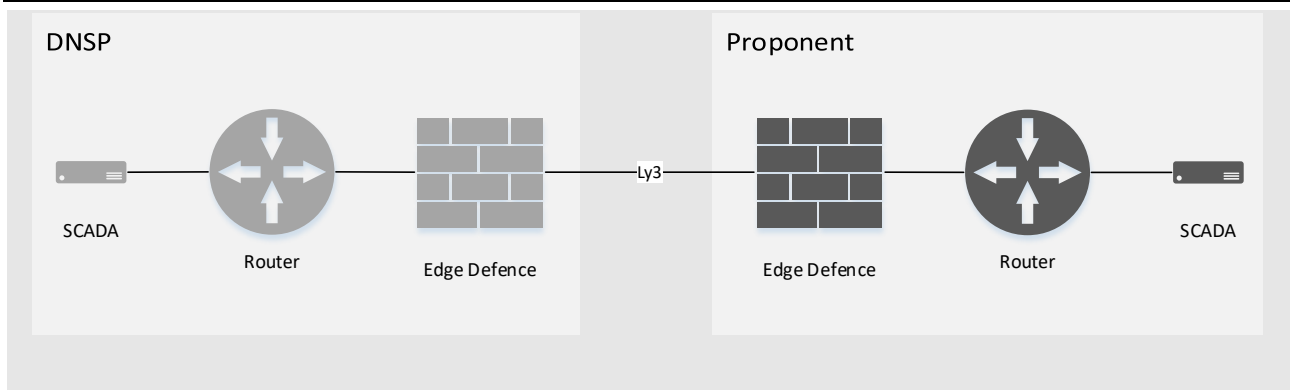 DNSP
Proponent
Ly3
SCADA
Router
Edge Defence
Edge Defence
Router
SCADA